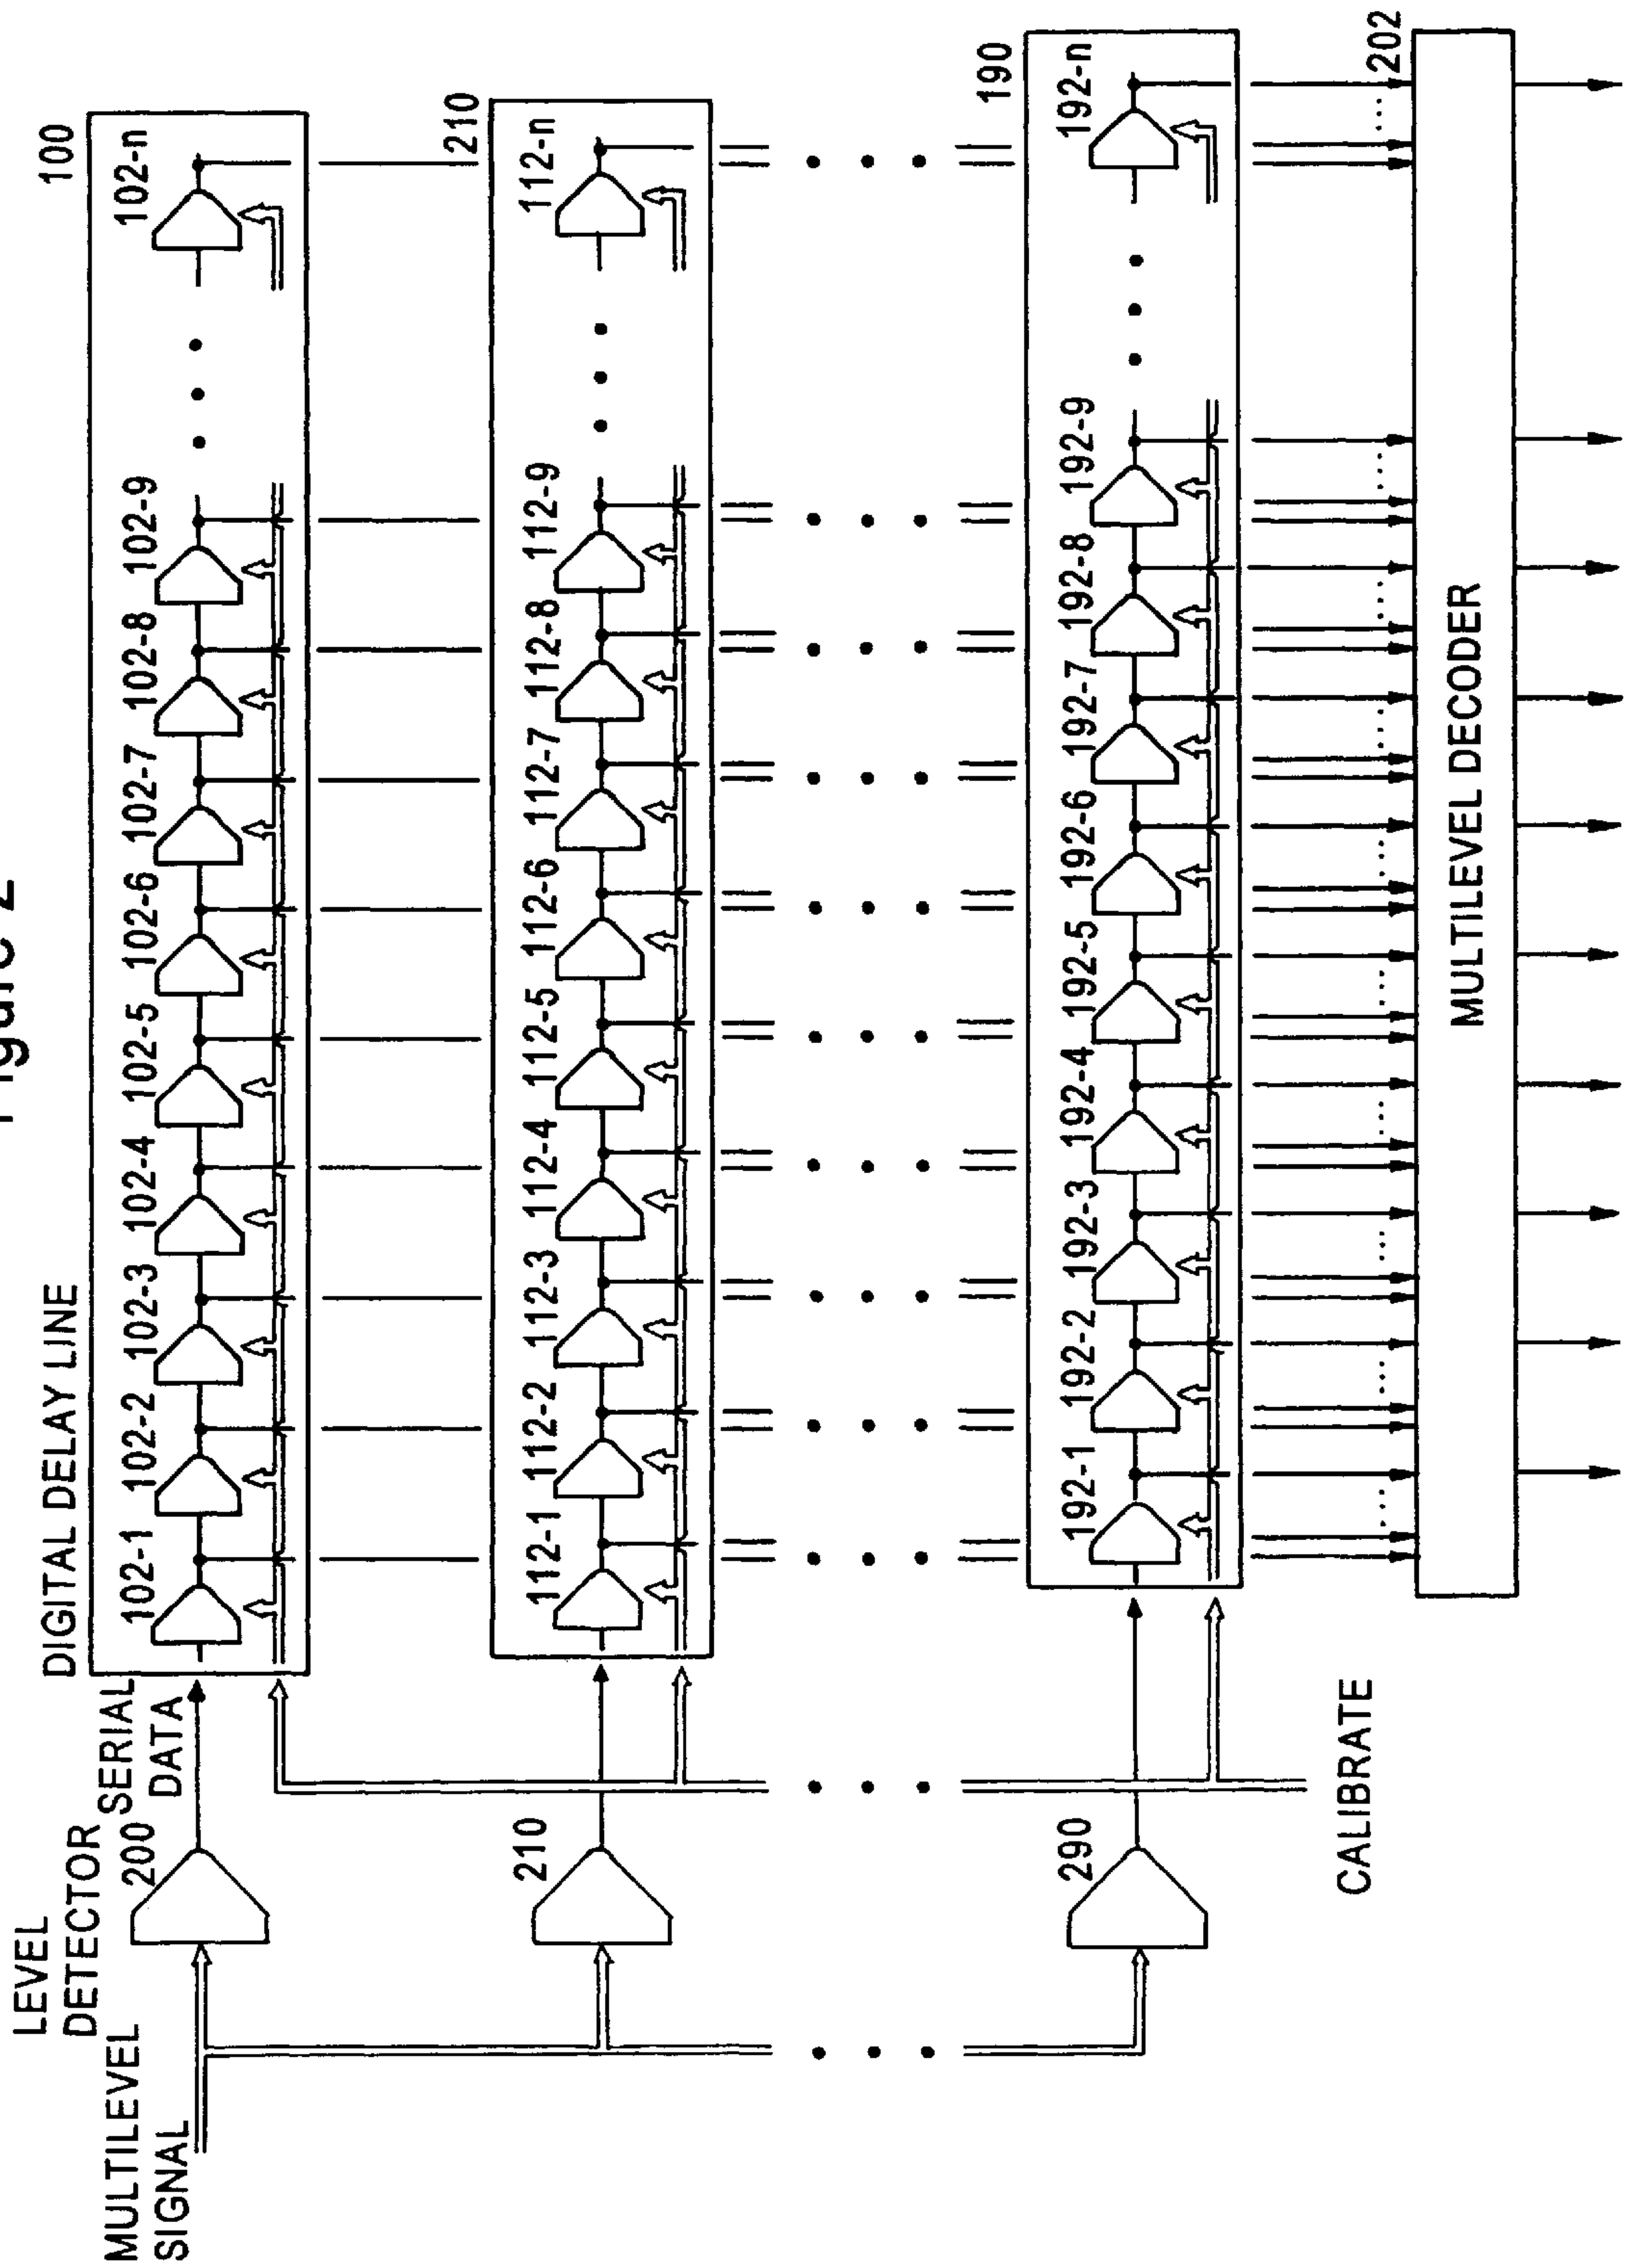 Figure 2
MULTILEVEL
SIGNAL
LEVEL
DETECTOR
200
SERIAL
DATA
DIGITAL DELAY LINE
100
102-1
102-2
102-3
102-4
102-5
102-6
102-7
102-8
102-9
102-n
210
210
112-1
112-2
112-3
112-4
112-5
112-6
112-7
112-8
112-9
112-n
290
190
192-1
192-2
192-3
192-4
192-5
192-6
192-7
192-8
192-9
192-n
CALIBRATE
202
MULTILEVEL DECODER